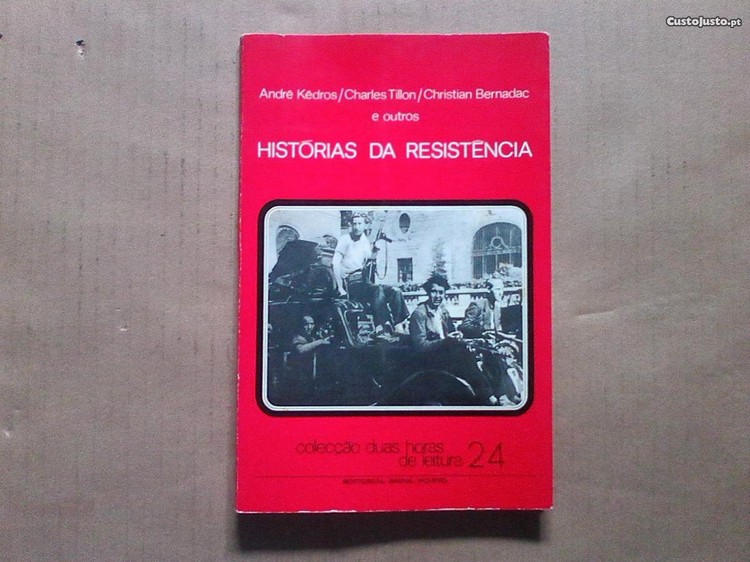 CustoJusto.pt
André Kédros/Charles Tillon/Christian Bernadac
e outros
HISTÓRIAS DA RESISTÊNCIA
colecção duas horas
de leitura 24
EDITORIAL INOVA PORTO